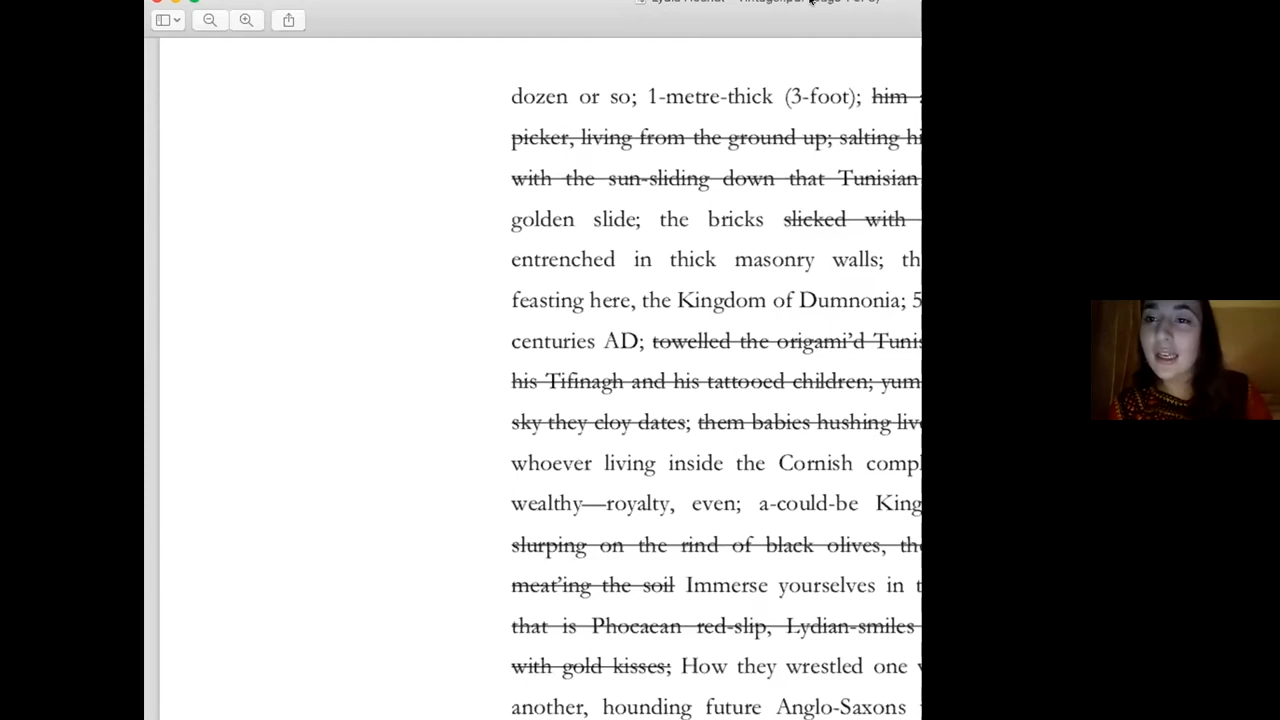 dozen or so; 1-metre-thick (3-foot); him
picker, living from the ground up; salting
with the sun-sliding down that Tunisian
golden slide; the bricks slicked with
entrenched in thick masonry walls;
feasting here, the Kingdom of Dumnonia; 5
centuries AD; towelled the origami’d
his Tifinagh and his tattooed children;
sky they cloy dates; them babies hushing
whoever living inside the Cornish
wealthy—royalty, even; a-could-be King
slurping on the rind of black olives,
meat’ing the soil Immerse yourselves in
that is Phocaean red-slip, Lydian-smiles
with gold kisses; How they wrestled one
another, hounding future Anglo-Saxons